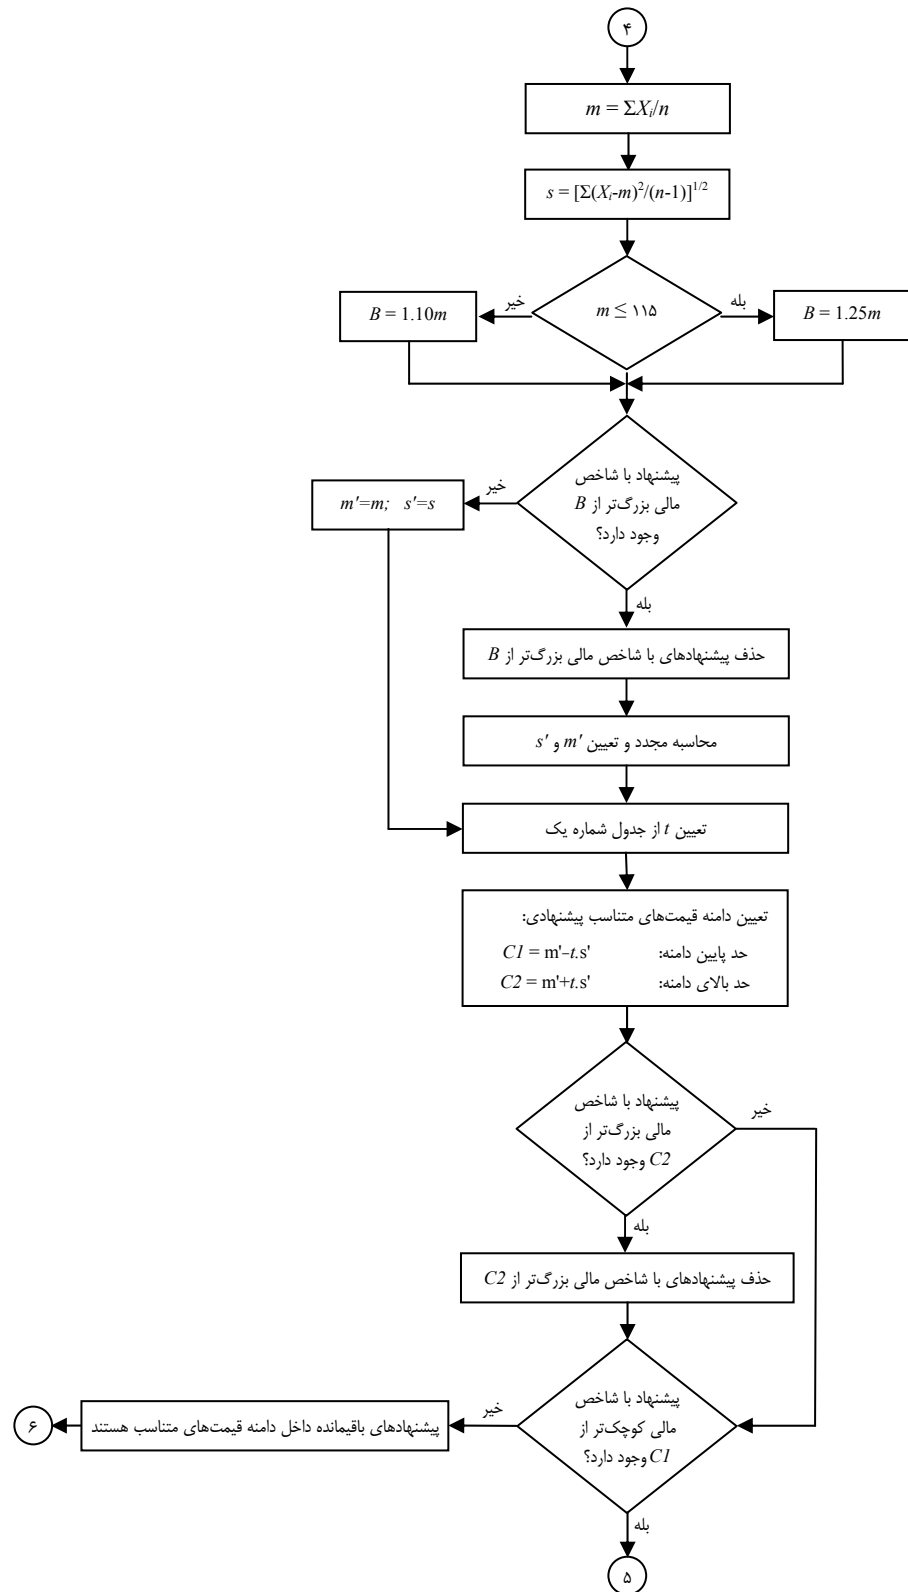 ۴
m = ΣXi/n
s = [Σ(Xi-m)²/(n-1)]^1/2
m ≤ ۱۱۵
بله
B = 1.25m
خیر
B = 1.10m
پیشنهاد با شاخص
مالی بزرگ‌تر از B
وجود دارد؟
خیر
m'=m; s'=s
بله
حذف پیشنهادهای با شاخص مالی بزرگ‌تر از B
محاسبه مجدد و تعیین m' و s'
تعیین t از جدول شماره یک
تعیین دامنه قیمت‌های متناسب پیشنهادی:
حد پایین دامنه: C1 = m'–t.s'
حد بالای دامنه: C2 = m'+t.s'
پیشنهاد با شاخص
مالی بزرگ‌تر از
C2 وجود دارد؟
خیر
بله
حذف پیشنهادهای با شاخص مالی بزرگ‌تر از C2
پیشنهاد با شاخص
مالی کوچک‌تر از
C1 وجود دارد؟
خیر
پیشنهادهای باقیمانده داخل دامنه قیمت‌های متناسب هستند
۶
بله
۵